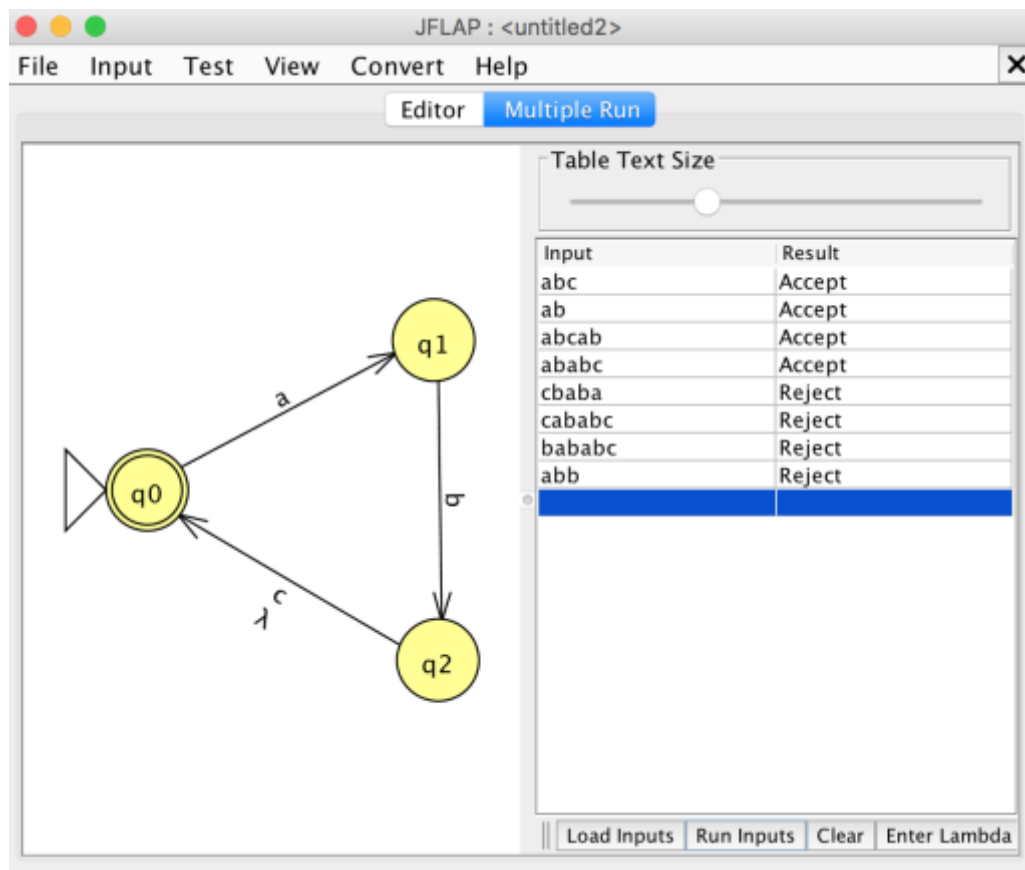 JFLAP : <untitled2>
File Input Test View Convert Help
Editor Multiple Run
Table Text Size
Input Result
abc Accept
ab Accept
abcab Accept
ababc Accept
cbaba Reject
cababc Reject
bababc Reject
abb Reject
q0
a
q1
b
q2
c
λ
Load Inputs Run Inputs Clear Enter Lambda